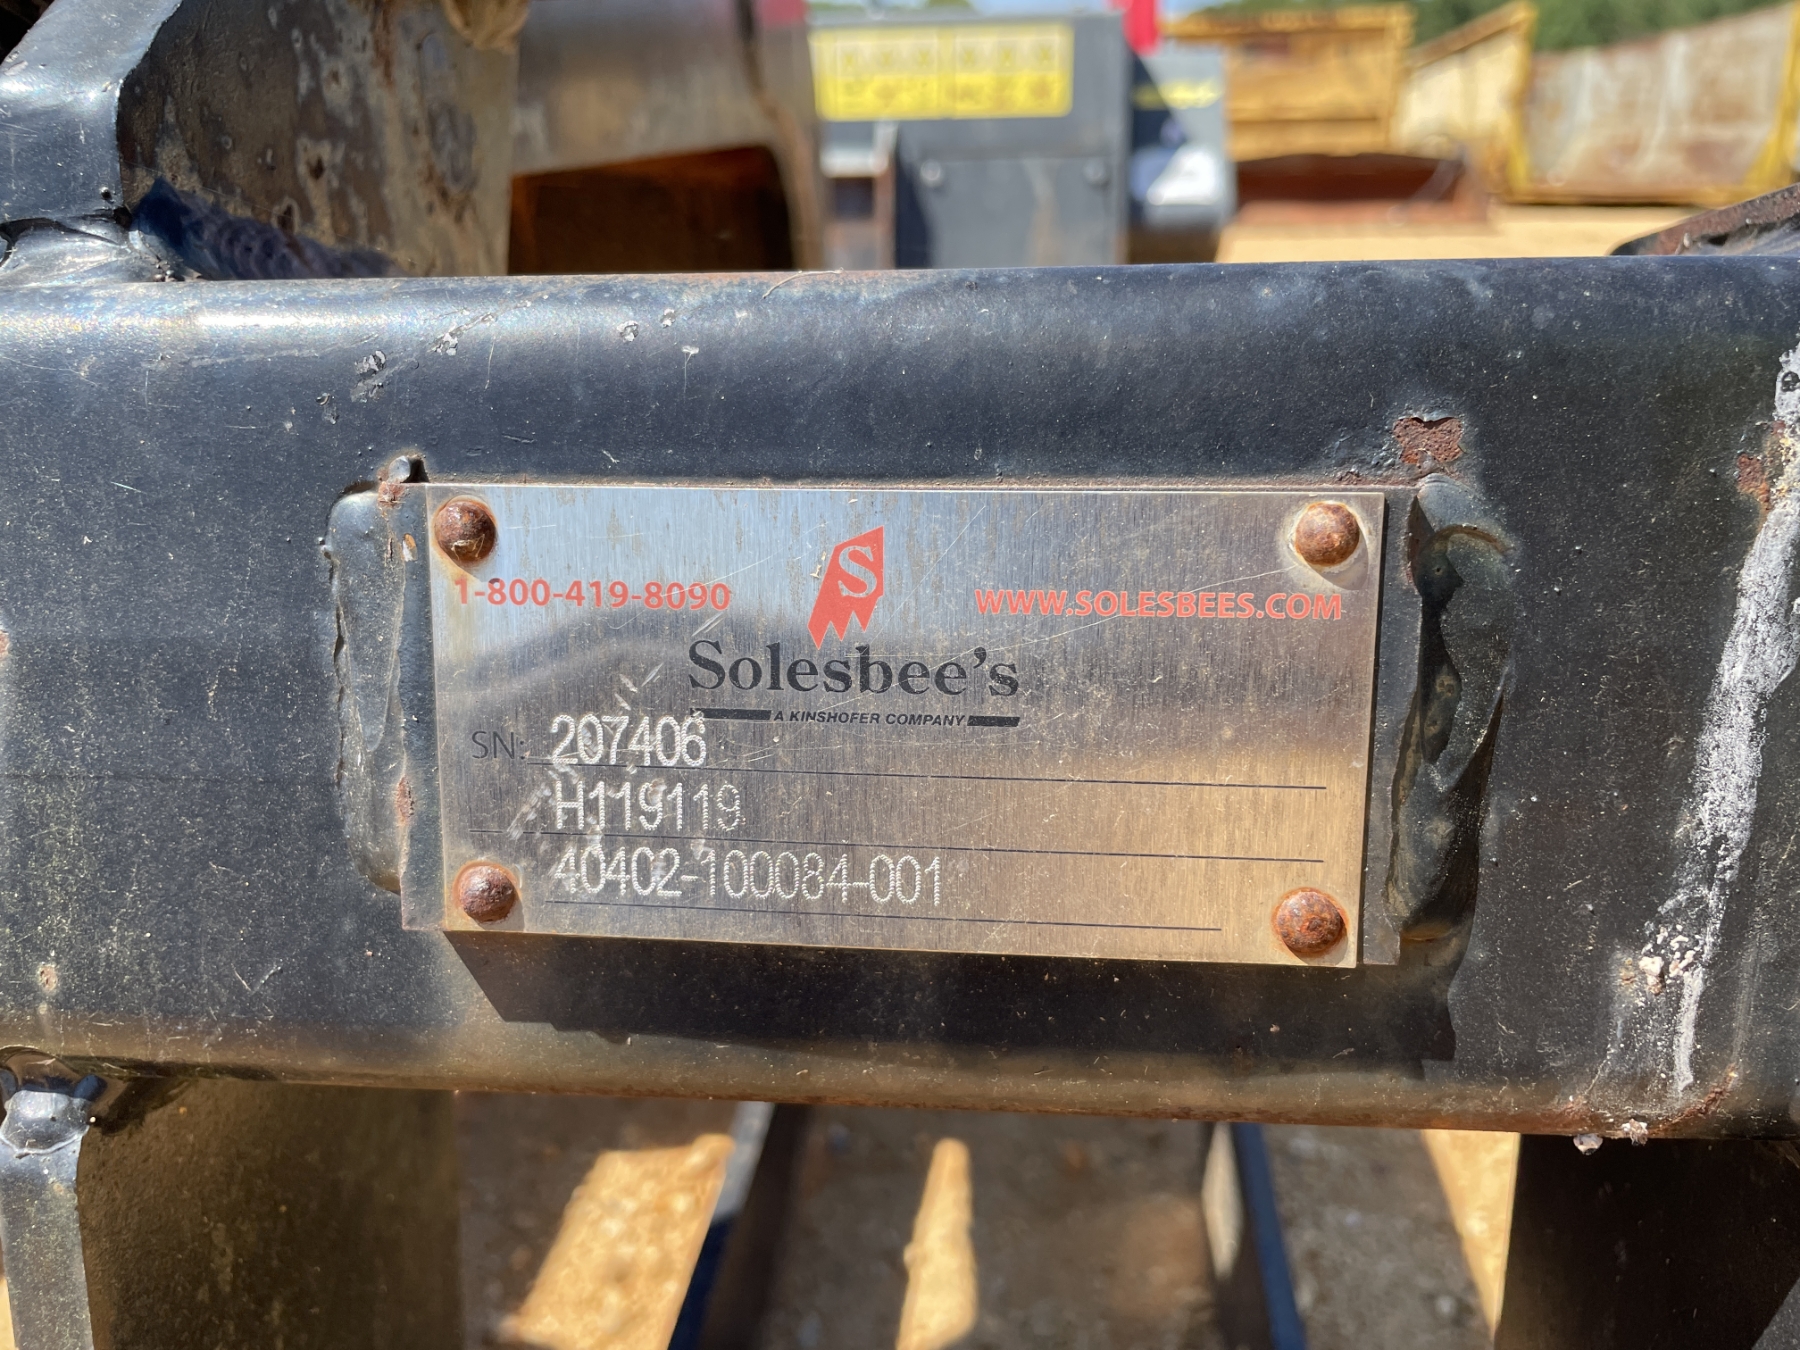 S
1-800-419-8090 WWW.SOLESBEES.COM
Solesbee's
A KINSHOFER COMPANY
SN: 207406
H119119
40402-100084-001